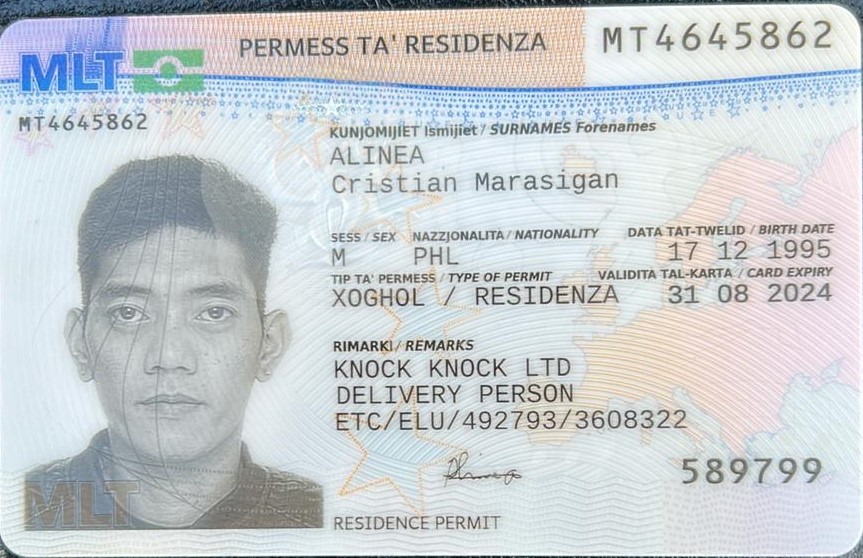 MLT
PERMESS TA' RESIDENZA
MT4645862
MT4645862
KUNJOMIJIET Ismijiet / SURNAMES Forenames
ALINEA
Cristian Marasigan
SESS / SEX NAZZJONALITÀ / NATIONALITY DATA TAT-TWELID / BIRTH DATE
M PHL 17 12 1995
TIP TA' PERMESS / TYPE OF PERMIT VALIDITA TAL-KARTA / CARD EXPIRY
XOGHOL / RESIDENZA 31 08 2024
RIMARKI / REMARKS
KNOCK KNOCK LTD
DELIVERY PERSON
ETC/ELU/492793/3608322
589799
MLT
RESIDENCE PERMIT